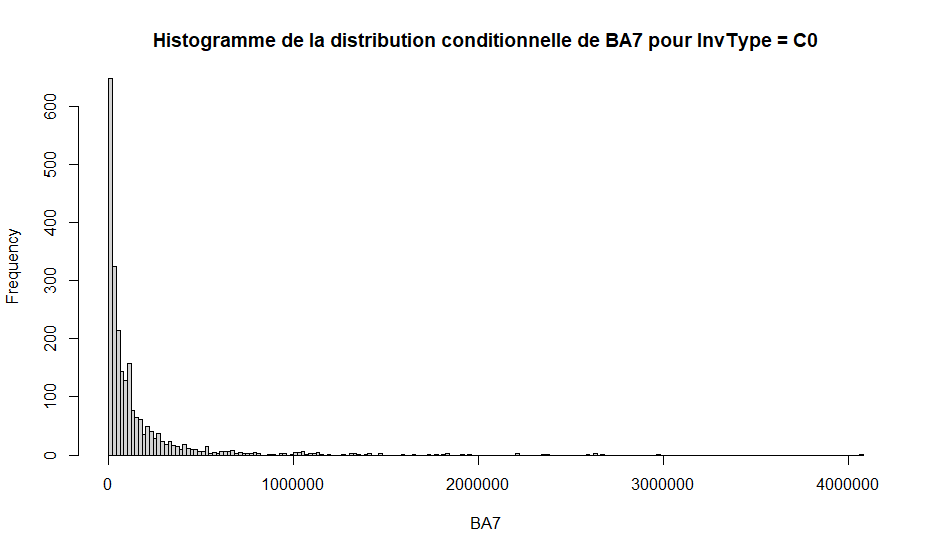 Histogramme de la distribution conditionnelle de BA7 pour InvType = C0
Frequency
600
500
400
300
200
100
0
0 1000000 2000000 3000000 4000000
BA7